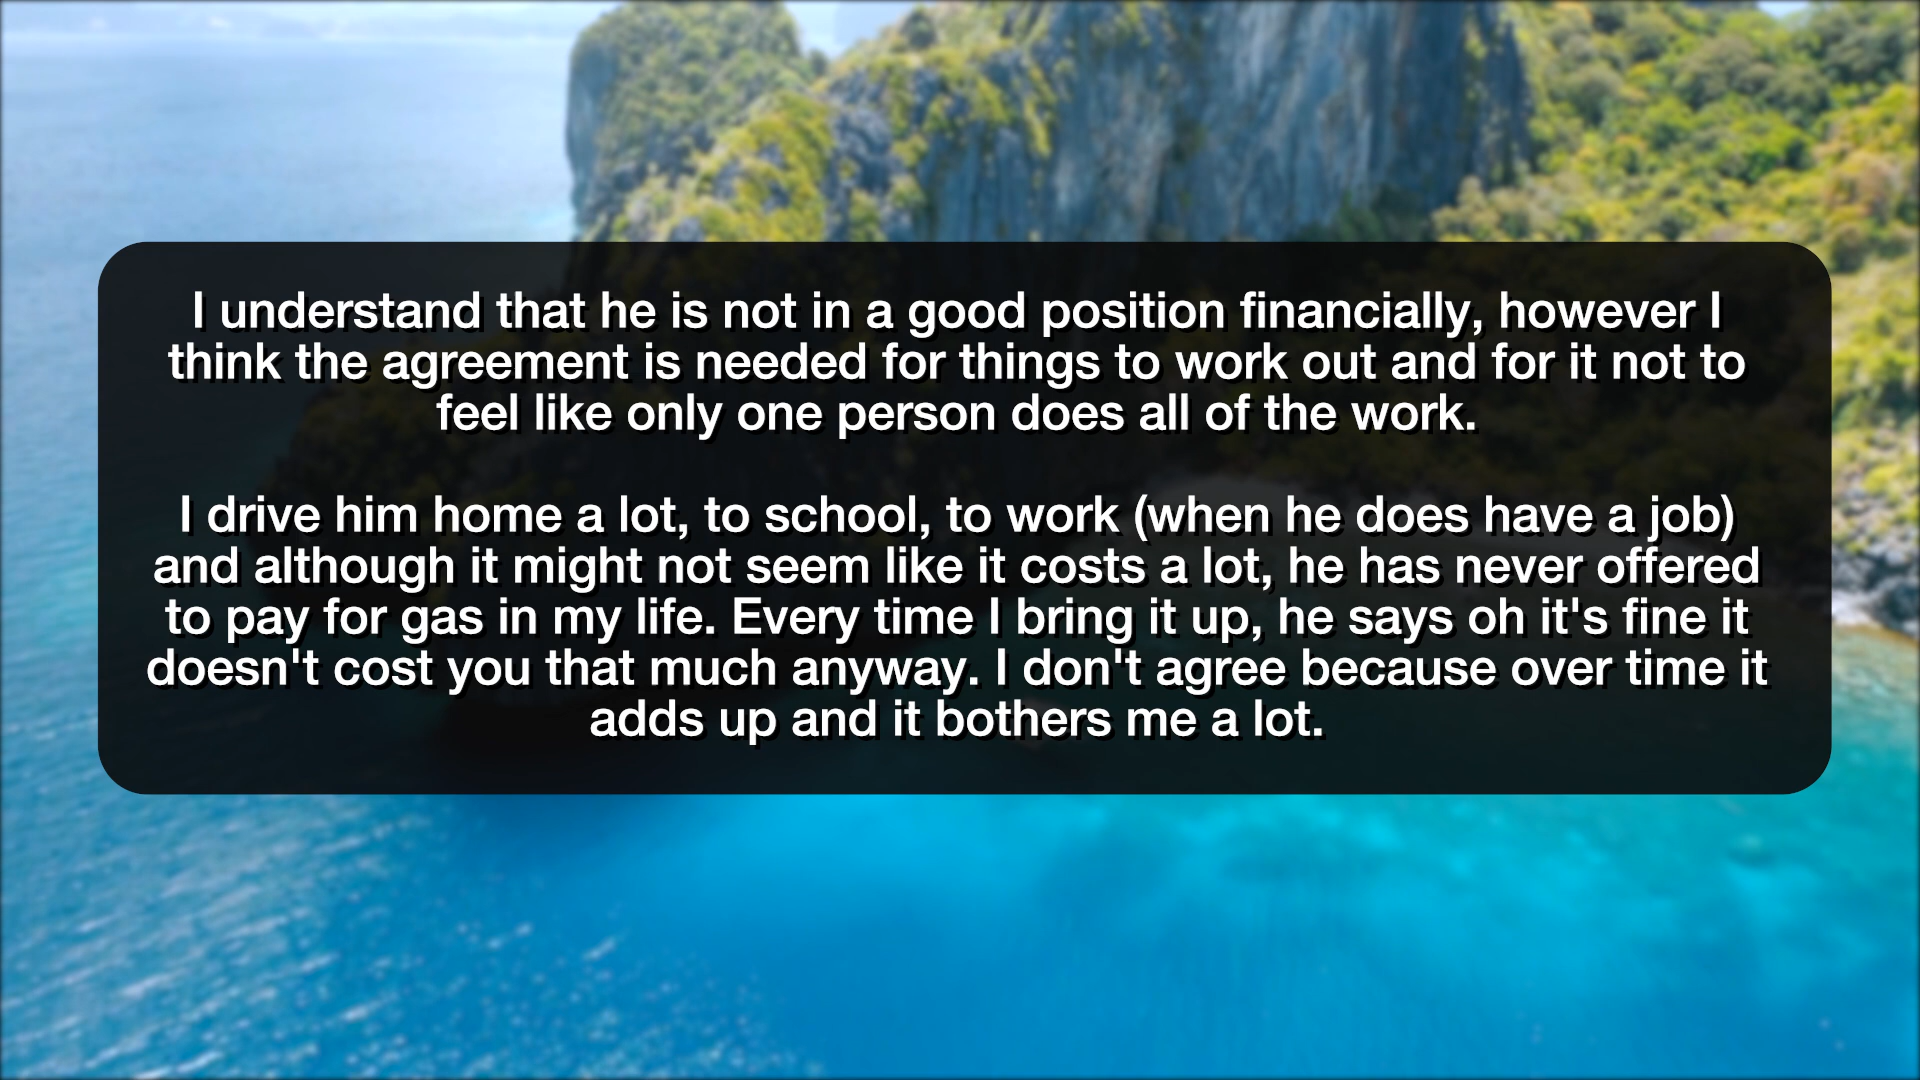 I understand that he is not in a good position financially, however I
think the agreement is needed for things to work out and for it not to
feel like only one person does all of the work.
I drive him home a lot, to school, to work (when he does have a job)
and although it might not seem like it costs a lot, he has never offered
to pay for gas in my life. Every time I bring it up, he says oh it's fine it
doesn't cost you that much anyway. I don't agree because over time it
adds up and it bothers me a lot.